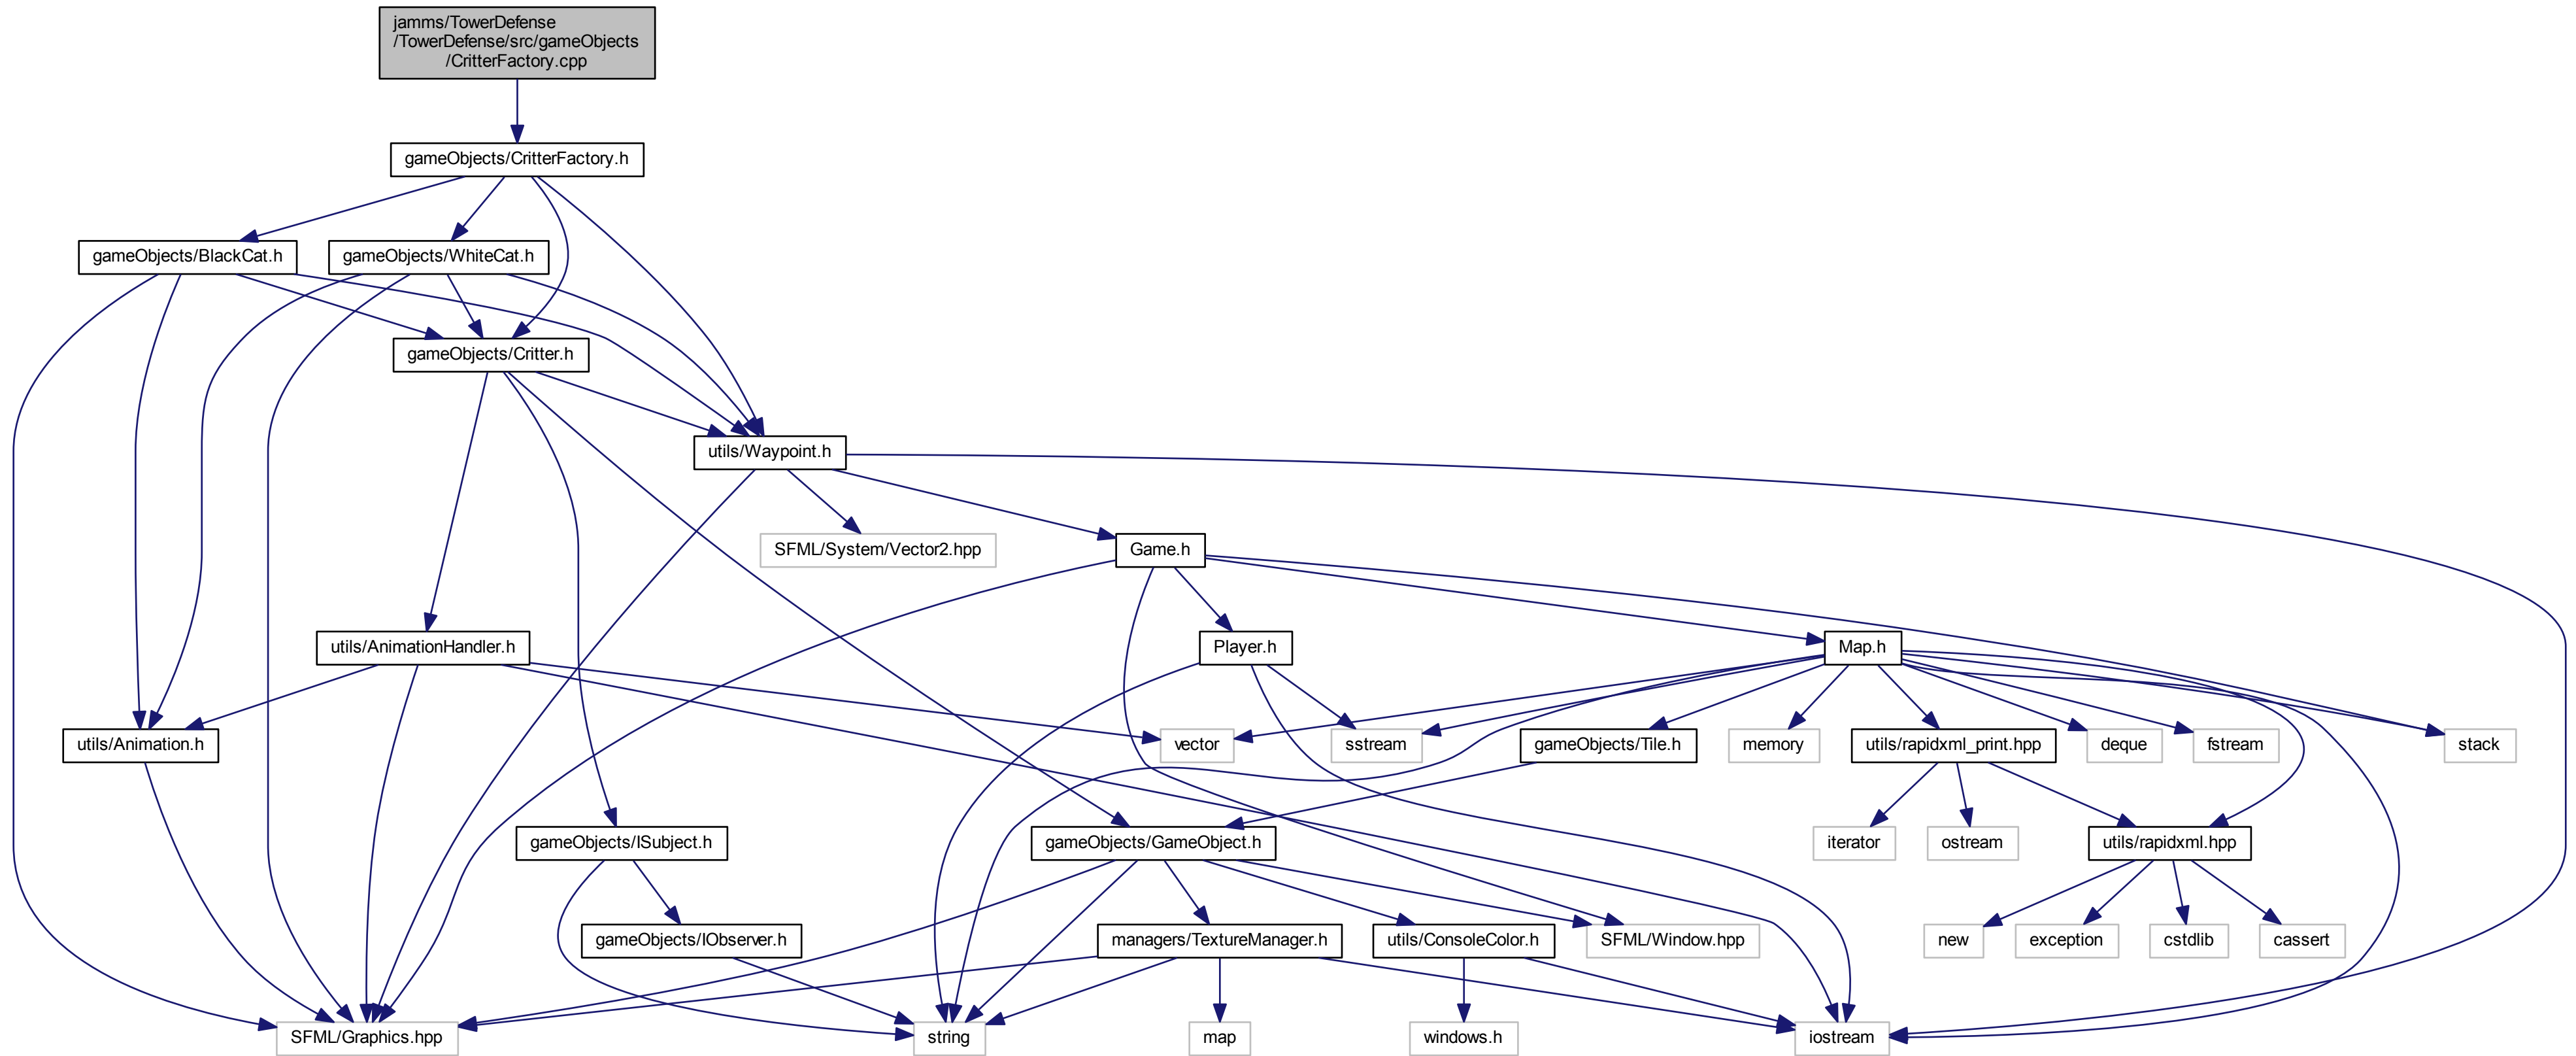 jamms/TowerDefense
/TowerDefense/src/gameObjects
/CritterFactory.cpp
gameObjects/CritterFactory.h
gameObjects/BlackCat.h
gameObjects/WhiteCat.h
gameObjects/Critter.h
utils/Waypoint.h
SFML/System/Vector2.hpp
Game.h
utils/AnimationHandler.h
Player.h
Map.h
utils/Animation.h
vector
sstream
gameObjects/Tile.h
memory
utils/rapidxml_print.hpp
deque
fstream
stack
gameObjects/ISubject.h
gameObjects/GameObject.h
iterator
ostream
utils/rapidxml.hpp
gameObjects/IObserver.h
managers/TextureManager.h
utils/ConsoleColor.h
SFML/Window.hpp
new
exception
cstdlib
cassert
SFML/Graphics.hpp
string
map
windows.h
iostream